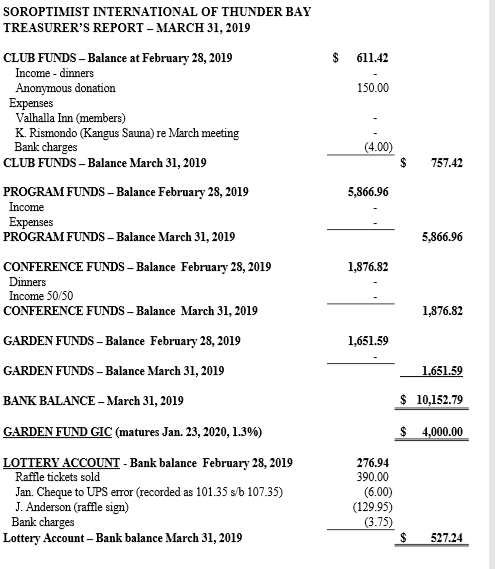 SOROPTIMIST INTERNATIONAL OF THUNDER BAY
TREASURER'S REPORT – MARCH 31, 2019
CLUB FUNDS – Balance at February 28, 2019 $ 611.42
Income - dinners -
Anonymous donation 150.00
Expenses
Valhalla Inn (members) -
K. Rismondo (Kangus Sauna) re March meeting -
Bank charges (4.00)
CLUB FUNDS – Balance March 31, 2019 $ 757.42
PROGRAM FUNDS – Balance February 28, 2019 5,866.96
Income -
Expenses -
PROGRAM FUNDS – Balance March 31, 2019 5,866.96
CONFERENCE FUNDS – Balance February 28, 2019 1,876.82
Dinners -
Income 50/50 -
CONFERENCE FUNDS – Balance March 31, 2019 1,876.82
GARDEN FUNDS – Balance February 28, 2019 1,651.59
-
GARDEN FUNDS – Balance March 31, 2019 1,651.59
BANK BALANCE – March 31, 2019 $ 10,152.79
GARDEN FUND GIC (matures Jan. 23, 2020, 1.3%) $ 4,000.00
LOTTERY ACCOUNT - Bank balance February 28, 2019 276.94
Raffle tickets sold 390.00
Jan. Cheque to UPS error (recorded as 101.35 s/b 107.35) (6.00)
J. Anderson (raffle sign) (129.95)
Bank charges (3.75)
Lottery Account – Bank balance March 31, 2019 $ 527.24